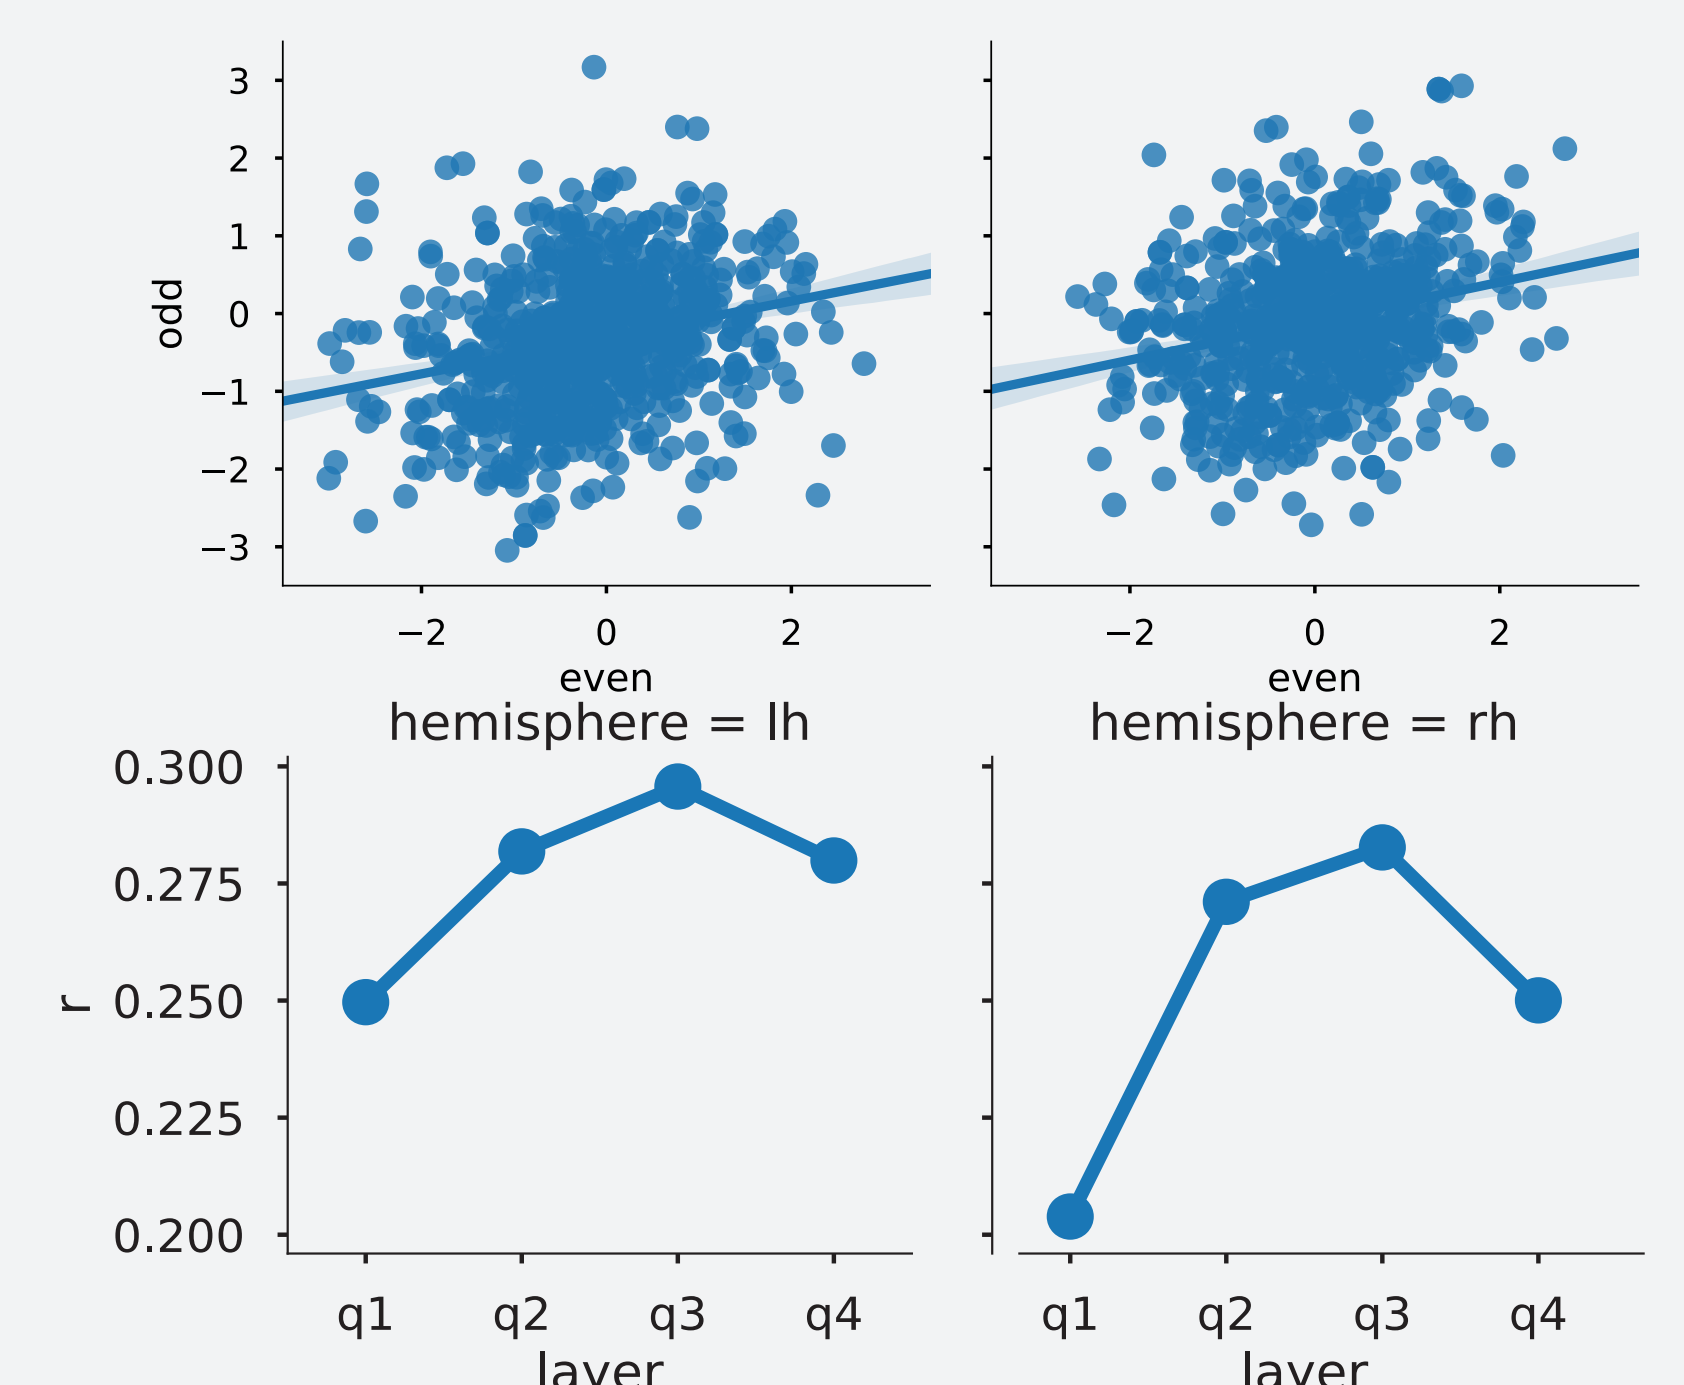 3
2
1
0
−1
−2
−3
odd
−2 0 2
−2 0 2
even
even
hemisphere = lh
hemisphere = rh
0.300
0.275
0.250
0.225
0.200
r
q1 q2 q3 q4
q1 q2 q3 q4
layer
layer